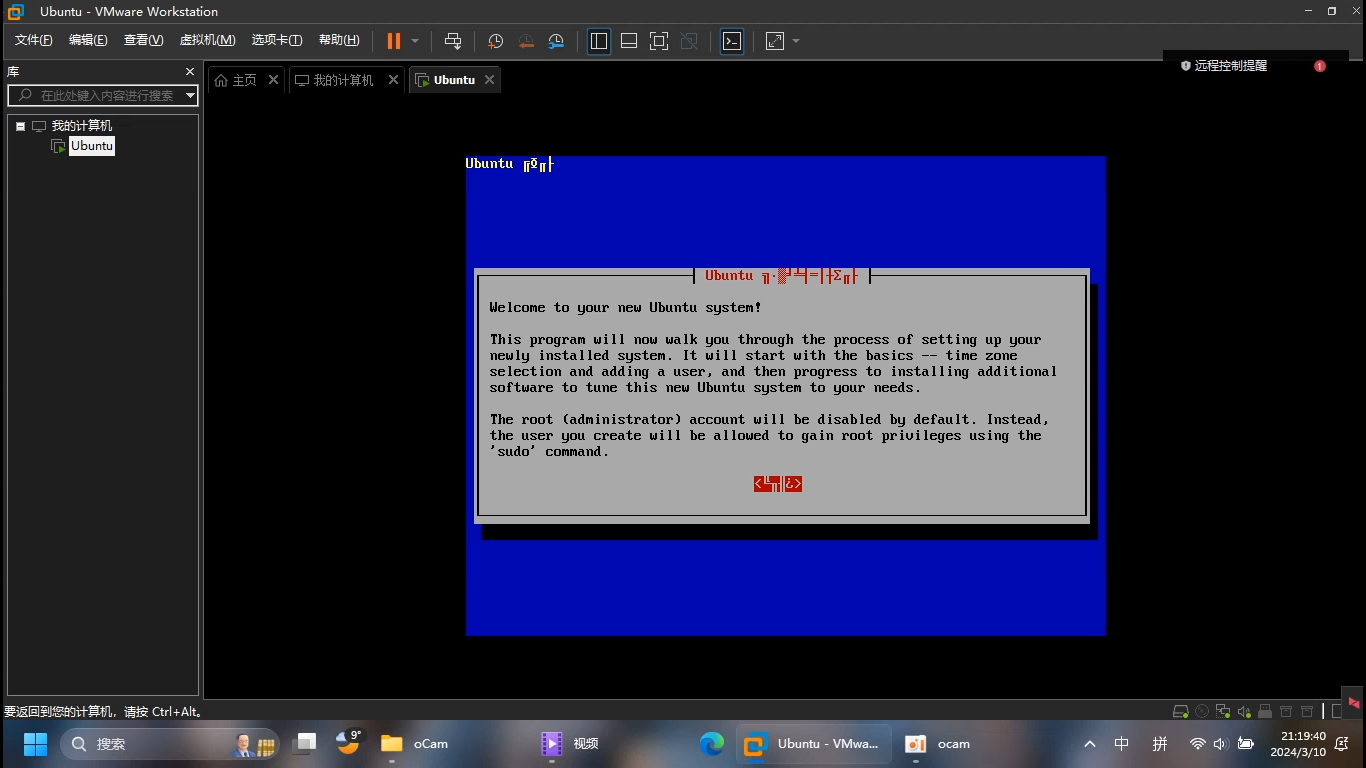 Ubuntu - VMware Workstation
文件(F) 编辑(E) 查看(V) 虚拟机(M) 选项卡(T) 帮助(H)
远程控制提醒 1
库
在此处键入内容进行搜索
主页 我的计算机 Ubuntu
我的计算机
Ubuntu
Ubuntu
Ubuntu
Welcome to your new Ubuntu system!
This program will now walk you through the process of setting up your
newly installed system. It will start with the basics -- time zone
selection and adding a user, and then progress to installing additional
software to tune this new Ubuntu system to your needs.
The root (administrator) account will be disabled by default. Instead,
the user you create will be allowed to gain root privileges using the
'sudo' command.
要返回到您的计算机，请按 Ctrl+Alt。
搜索 9° oCam 视频 Ubuntu - VMwa... ocam 中 拼
21:19:40
2024/3/10